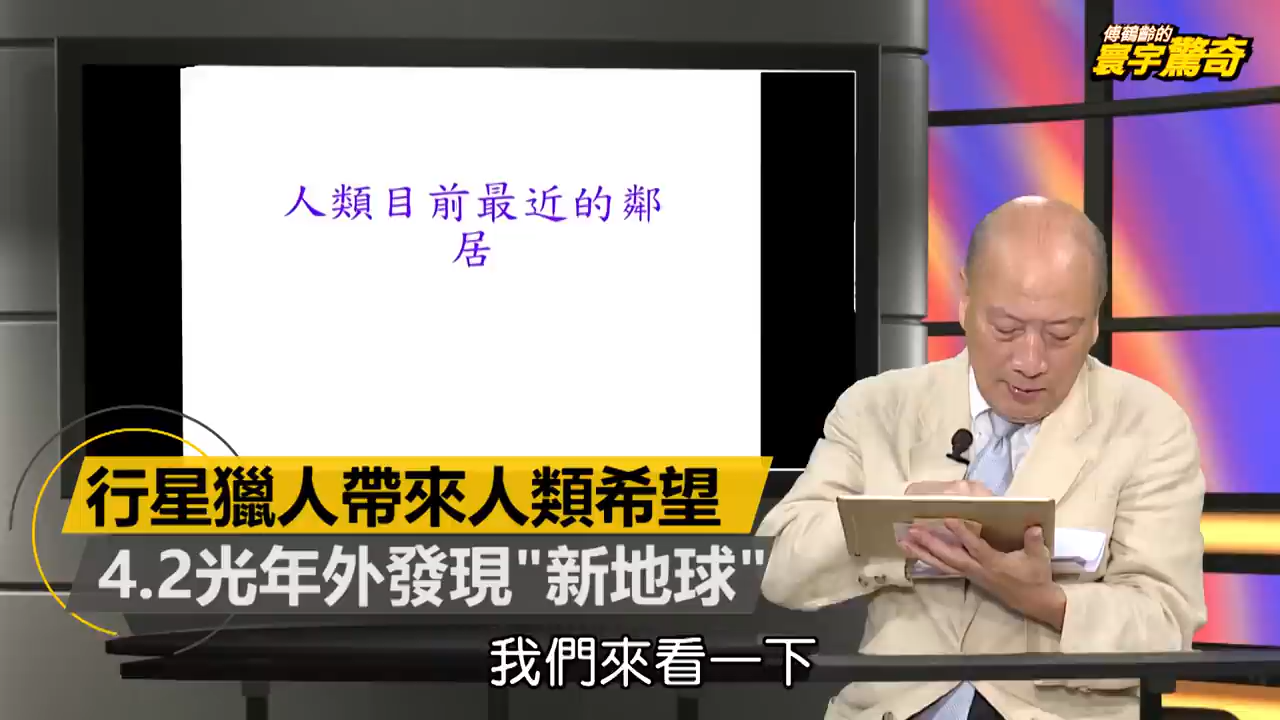 傅鶴齡的
寰宇驚奇
人類目前最近的鄰
居
行星獵人帶來人類希望
4.2光年外發現"新地球"
我們來看一下